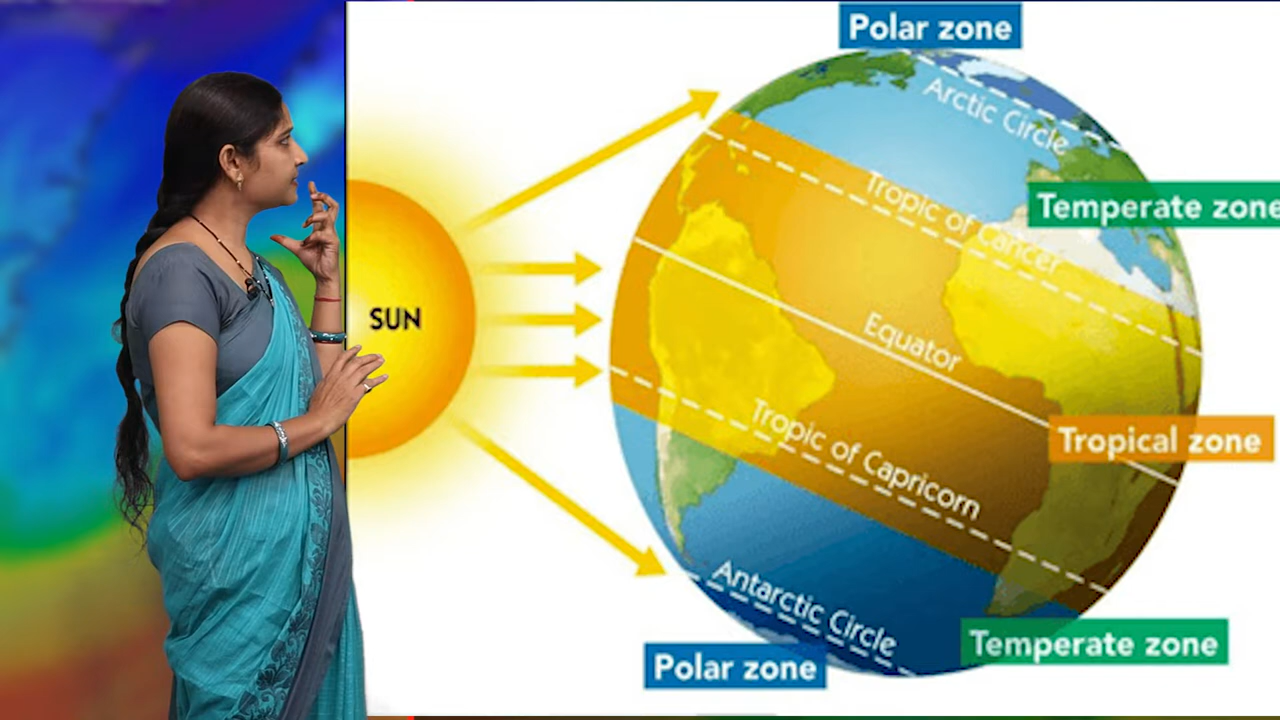 Polar zone
Arctic Circle
Temperate zone
Tropic of Cancer
SUN
Equator
Tropical zone
Tropic of Capricorn
Antarctic Circle
Temperate zone
Polar zone